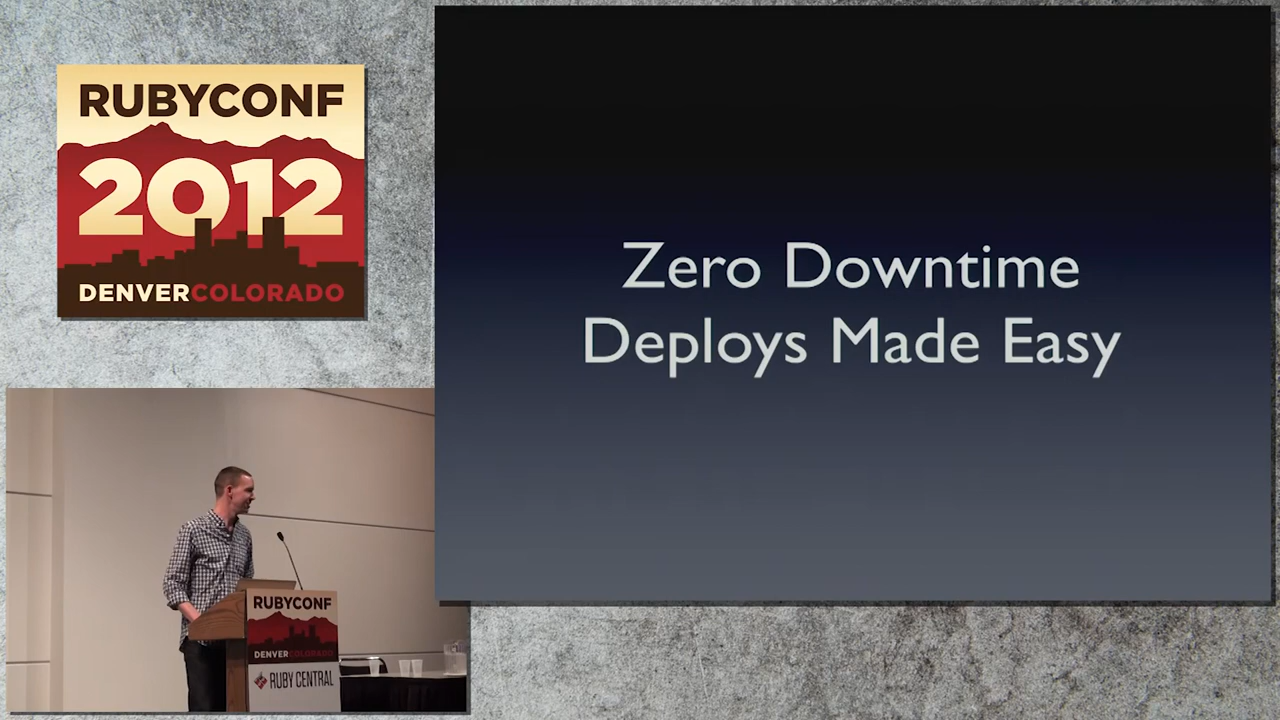 RUBYCONF
2012
DENVERCOLORADO
Zero Downtime
Deploys Made Easy
RUBYCONF
DENVERCOLORADO
RUBY CENTRAL